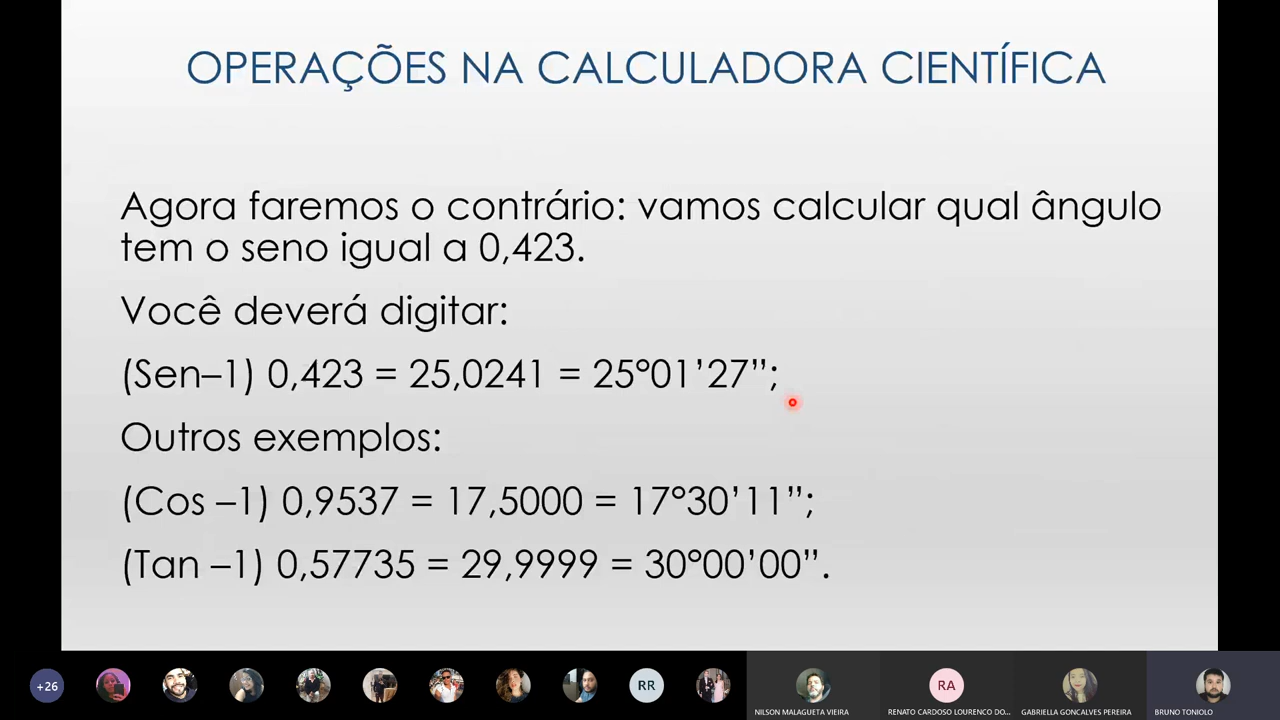 OPERAÇÕES NA CALCULADORA CIENTÍFICA
Agora faremos o contrário: vamos calcular qual ângulo
tem o seno igual a 0,423.
Você deverá digitar:
(Sen–1) 0,423 = 25,0241 = 25°01’27”;
Outros exemplos:
(Cos –1) 0,9537 = 17,5000 = 17°30’11”;
(Tan –1) 0,57735 = 29,9999 = 30°00’00”.
+26
RR
RA
NILSON MALAGUETA VIEIRA
RENATO CARDOSO LOURENCO DO...
GABRIELLA GONCALVES PEREIRA
BRUNO TONIOLO